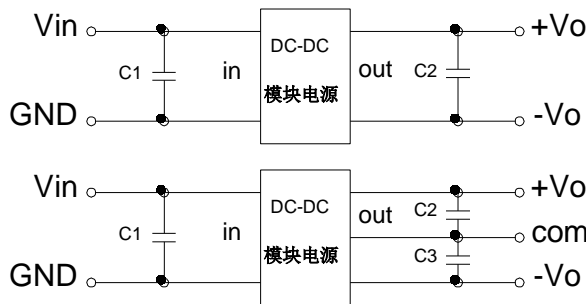 Vin DC-DC +Vo
C1 in out C2
模块电源
GND -Vo
Vin +Vo
DC-DC out C2
C1 in com
模块电源 C3
GND -Vo